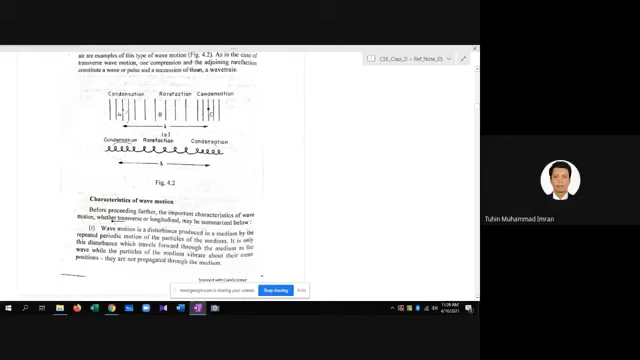 air are examples of this type of wave motion (Fig. 4.2). As in the case of
transverse wave motion, one compression and the adjoining rarefaction
constitute a wave or pulse and a succession of them, a wavetrain.
CSE_Clas_D – Ref_Note_05
Condensation Rarefaction Condensation
B C
λ
(a)
Condensation Rarefaction Condensation
λ
Fig. 4.2
Characteristics of wave motion
Before proceeding further, the important characteristics of wave
motion, whether transverse or longitudinal, may be summarized below:
(i) Wave motion is a disturbance produced in a medium by the
repeated periodic motion of the particles of the medium. It is only
this disturbance which travels forward through the medium as the
wave while the particles of the medium vibrate about their mean
positions – they are not propagated through the medium.
Scanned with CamScanner
meet.google.com is sharing your screen.
Stop sharing
Hide
Tuhin Muhammad Imran
11:26 AM
4/10/2021